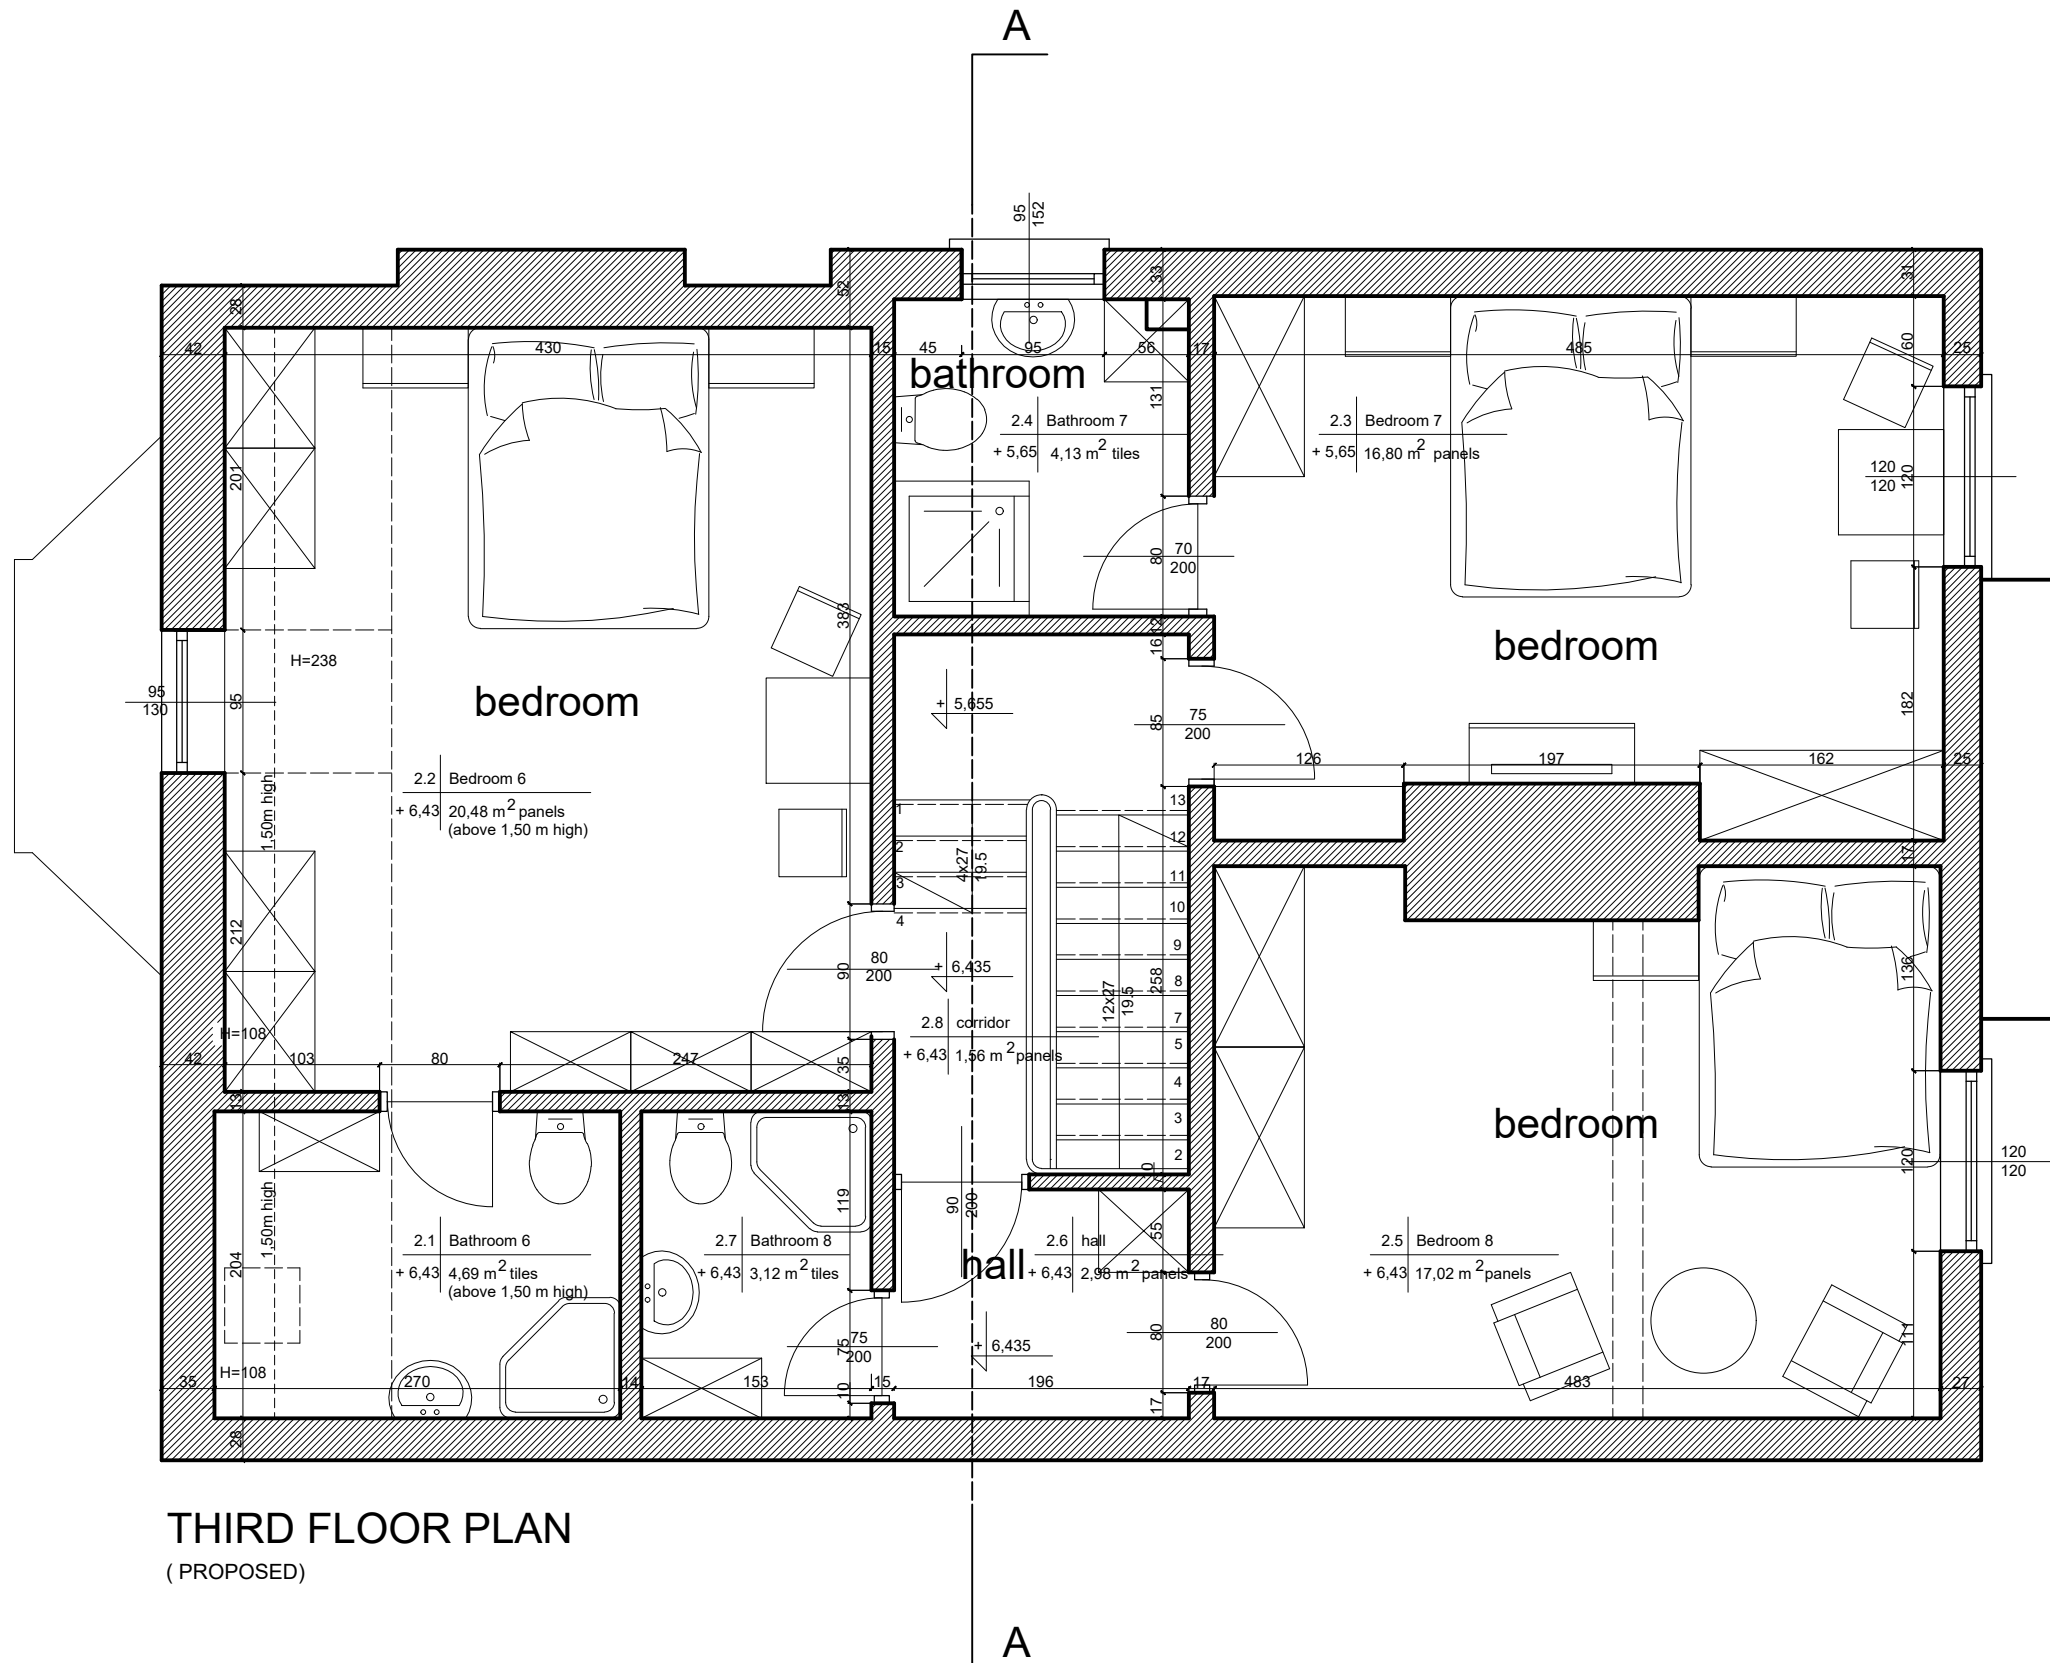 A
95
152
33
31
28
52
42
430
15
45
95
56
17
485
60
25
bathroom
131
2.4 Bathroom 7
+ 5,65 4,13 m2 tiles
2.3 Bedroom 7
+ 5,65 16,80 m2 panels
120
120
120
201
70
200
80
383
12
16
H=238
bedroom
bedroom
95
130
95
+ 5,655
75
200
85
182
126
197
162
25
2.2 Bedroom 6
+ 6,43 20,48 m2 panels
(above 1,50 m high)
1,50m high
1
2
3
4
4x27
19.5
13
12
11
10
9
8
7
5
4
3
2
17
212
80
200
90
+ 6,435
258
12x27
19.5
136
2.8 corridor
+ 6,43 1,56 m2 panels
H=108
42
103
80
247
35
13
13
bedroom
120
120
120
10
7
119
90
200
1,50m high
204
2.1 Bathroom 6
+ 6,43 4,69 m2 tiles
(above 1,50 m high)
2.7 Bathroom 8
+ 6,43 3,12 m2 tiles
hall
2.6 hall
+ 6,43 2,98 m2 panels
55
2.5 Bedroom 8
+ 6,43 17,02 m2 panels
75
200
75
+ 6,435
80
80
200
111
H=108
35
270
14
153
10
15
196
17
17
483
27
28
THIRD FLOOR PLAN
( PROPOSED)
A